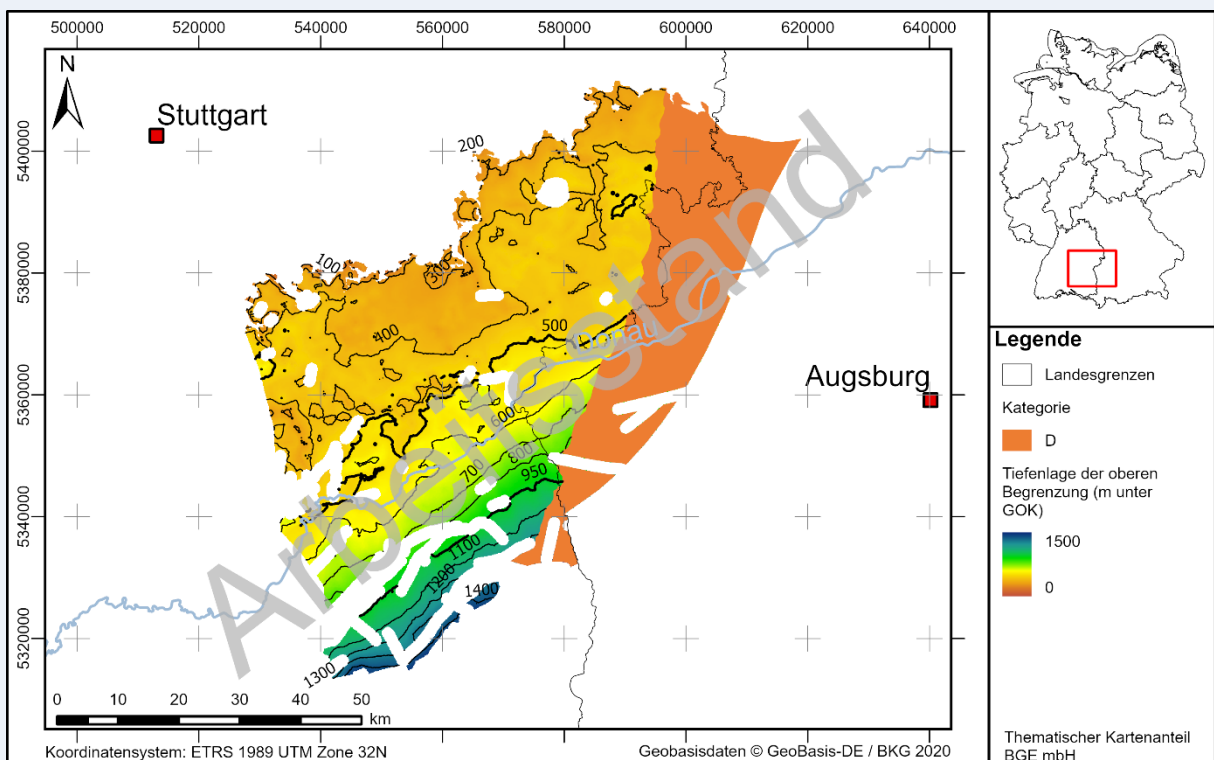 500000 520000 540000 560000 580000 600000 620000 640000
N
Stuttgart
5400000
200
5380000
100
300
400
500
Donau
5360000
Augsburg
600
700
800
950
5340000
1100
1200
1400
5320000
1300
Arbeitsstand
0 10 20 30 40 50
km
Koordinatensystem: ETRS 1989 UTM Zone 32N
Geobasisdaten © GeoBasis-DE / BKG 2020
Legende
Landesgrenzen
Kategorie
D
Tiefenlage der oberen
Begrenzung (m unter
GOK)
1500
0
Thematischer Kartenanteil
BGE mbH